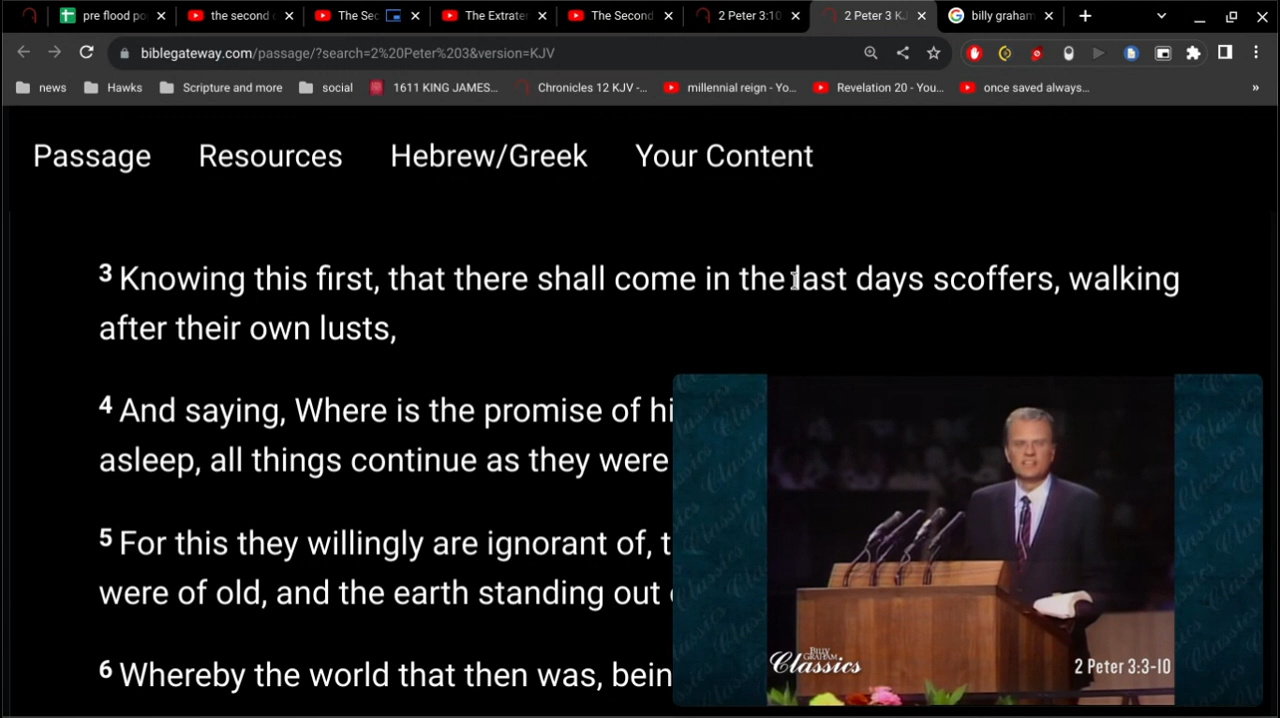 pre flood po
the second
The Sec
The Extrater
The Second
2 Peter 3:10
2 Peter 3 KJ
billy graham
biblegateway.com/passage/?search=2%20Peter%203&version=KJV
news
Hawks
Scripture and more
social
1611 KING JAMES...
Chronicles 12 KJV -...
millennial reign - Yo...
Revelation 20 - You...
once saved always...
»
Passage
Resources
Hebrew/Greek
Your Content
3 Knowing this first, that there shall come in the last days scoffers, walking
after their own lusts,
4 And saying, Where is the promise of hi
asleep, all things continue as they were
5 For this they willingly are ignorant of, t
were of old, and the earth standing out
6 Whereby the world that then was, bein
BILLY GRAHAM
Classics
2 Peter 3:3-10